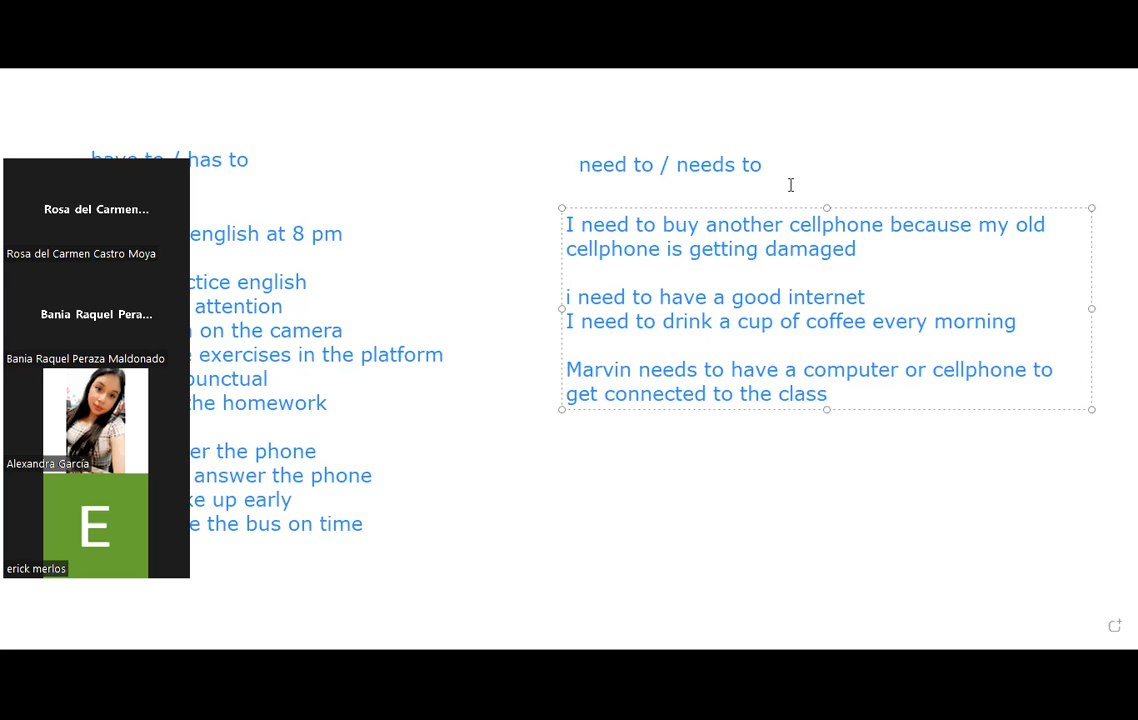 has to
english at 8 pm
english
attention
on the camera
exercises in the platform
the homework
the phone
answer the phone
up early
the bus on time
need to / needs to
I need to buy another cellphone because my old
cellphone is getting damaged
i need to have a good internet
I need to drink a cup of coffee every morning
Marvin needs to have a computer or cellphone to
get connected to the class
Rosa del Carmen...
Rosa del Carmen Castro Moya
Bania Raquel Pera...
Bania Raquel Peraza Maldonado
Alexandra García
E
erick merlos